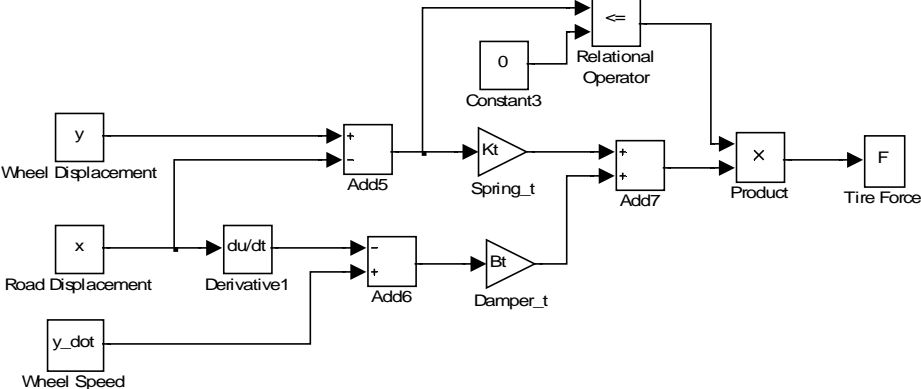 <=
Relational
Operator
0
Constant3
y
Wheel Displacement
+
-
Add5
Kt
Spring_t
+
+
Add7
×
Product
F
Tire Force
x
Road Displacement
du/dt
Derivative1
-
+
Add6
Bt
Damper_t
y_dot
Wheel Speed